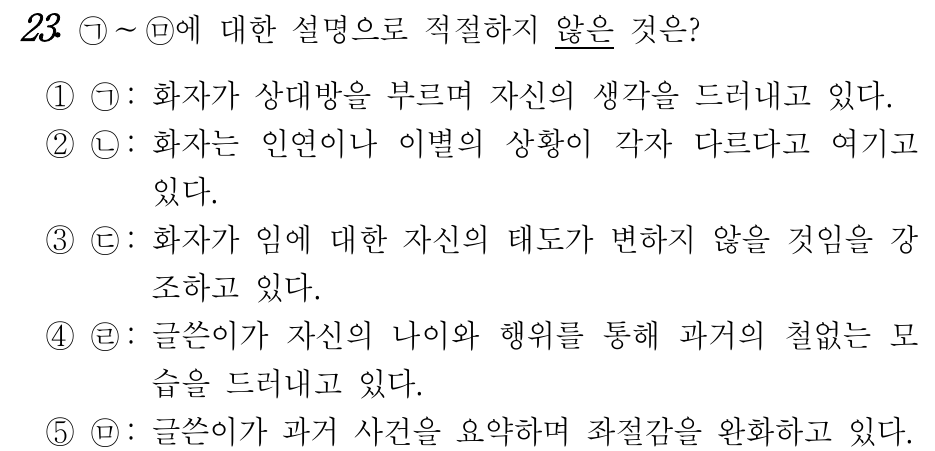 23. ㉠~㉤에 대한 설명으로 적절하지 않은 것은?
① ㉠: 화자가 상대방을 부르며 자신의 생각을 드러내고 있다.
② ㉡: 화자는 인연이나 이별의 상황이 각자 다르다고 여기고
있다.
③ ㉢: 화자가 임에 대한 자신의 태도가 변하지 않을 것임을 강
조하고 있다.
④ ㉣: 글쓴이가 자신의 나이와 행위를 통해 과거의 철없는 모
습을 드러내고 있다.
⑤ ㉤: 글쓴이가 과거 사건을 요약하며 좌절감을 완화하고 있다.